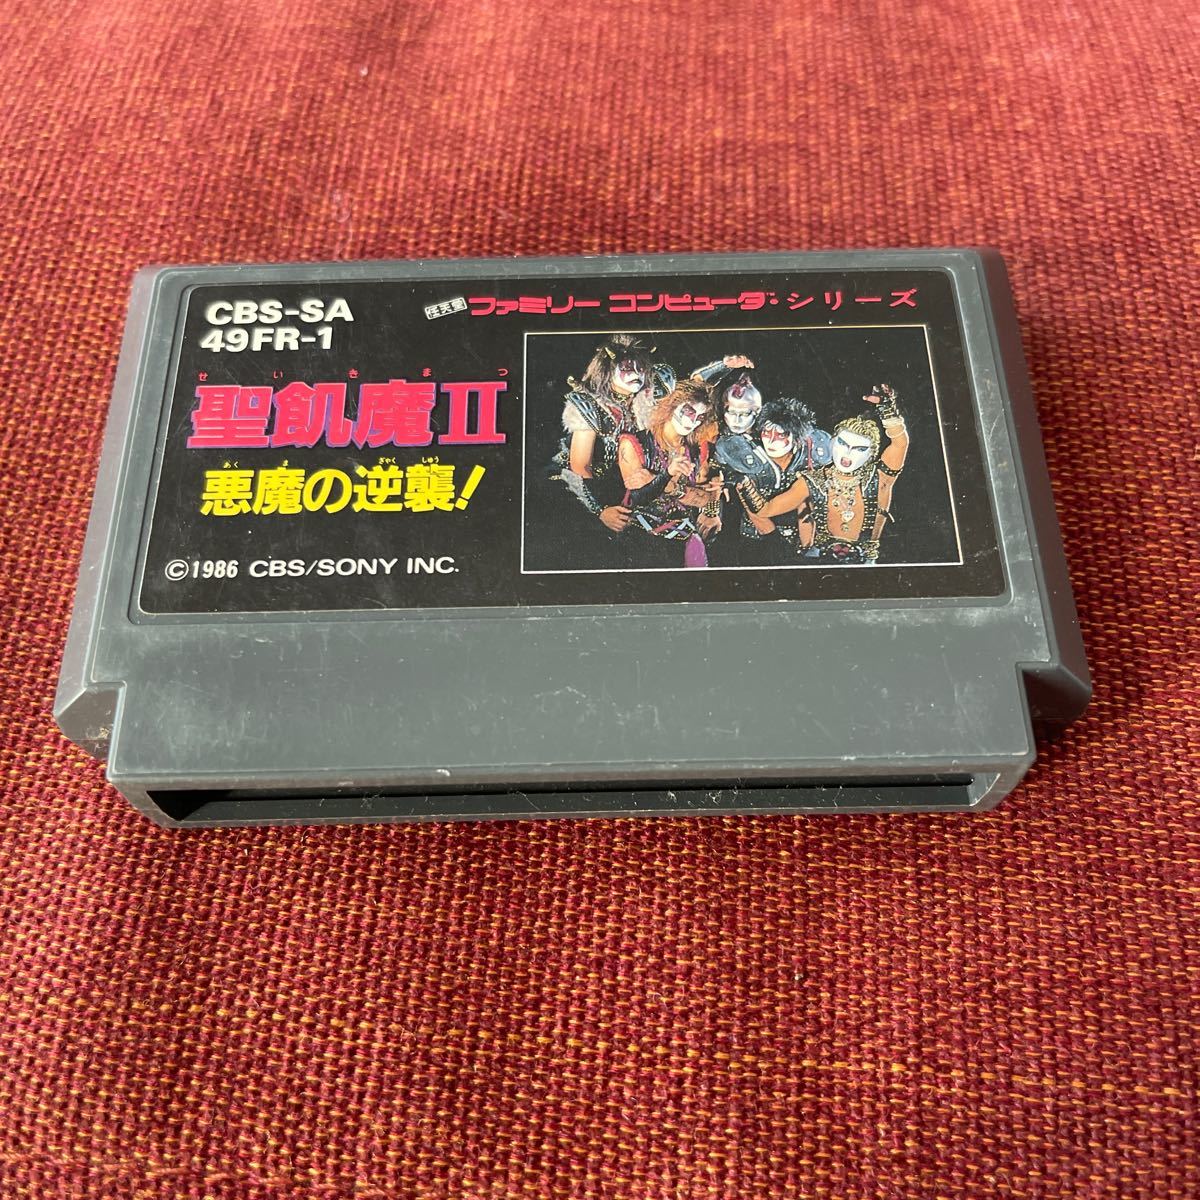 CBS-SA
49FR-1
任天堂 ファミリー コンピュータ™・シリーズ
せいきまつ
聖飢魔II
あくま ぎゃくしゅう
悪魔の逆襲!
©1986 CBS/SONY INC.